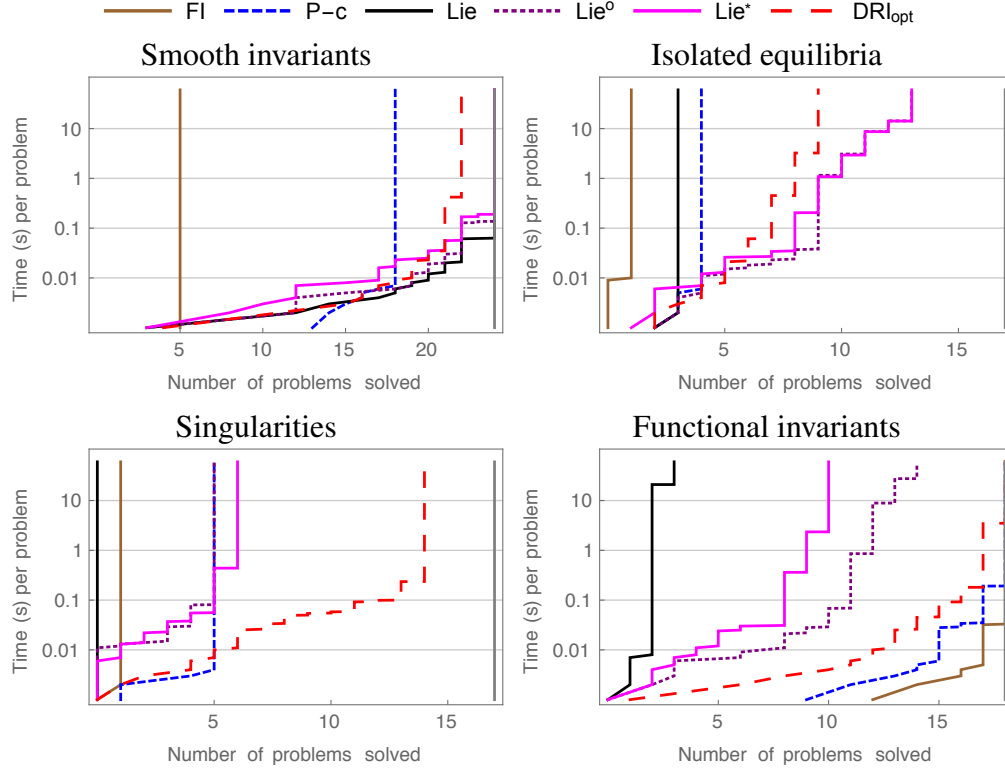 FI P-c Lie Lieo Lie* DRIopt
Smooth invariants
Isolated equilibria
Time (s) per problem
10
1
0.1
0.01
5 10 15 20
Number of problems solved
Time (s) per problem
10
1
0.1
0.01
5 10 15
Number of problems solved
Singularities
Functional invariants
Time (s) per problem
10
1
0.1
0.01
5 10 15
Number of problems solved
Time (s) per problem
10
1
0.1
0.01
5 10 15
Number of problems solved